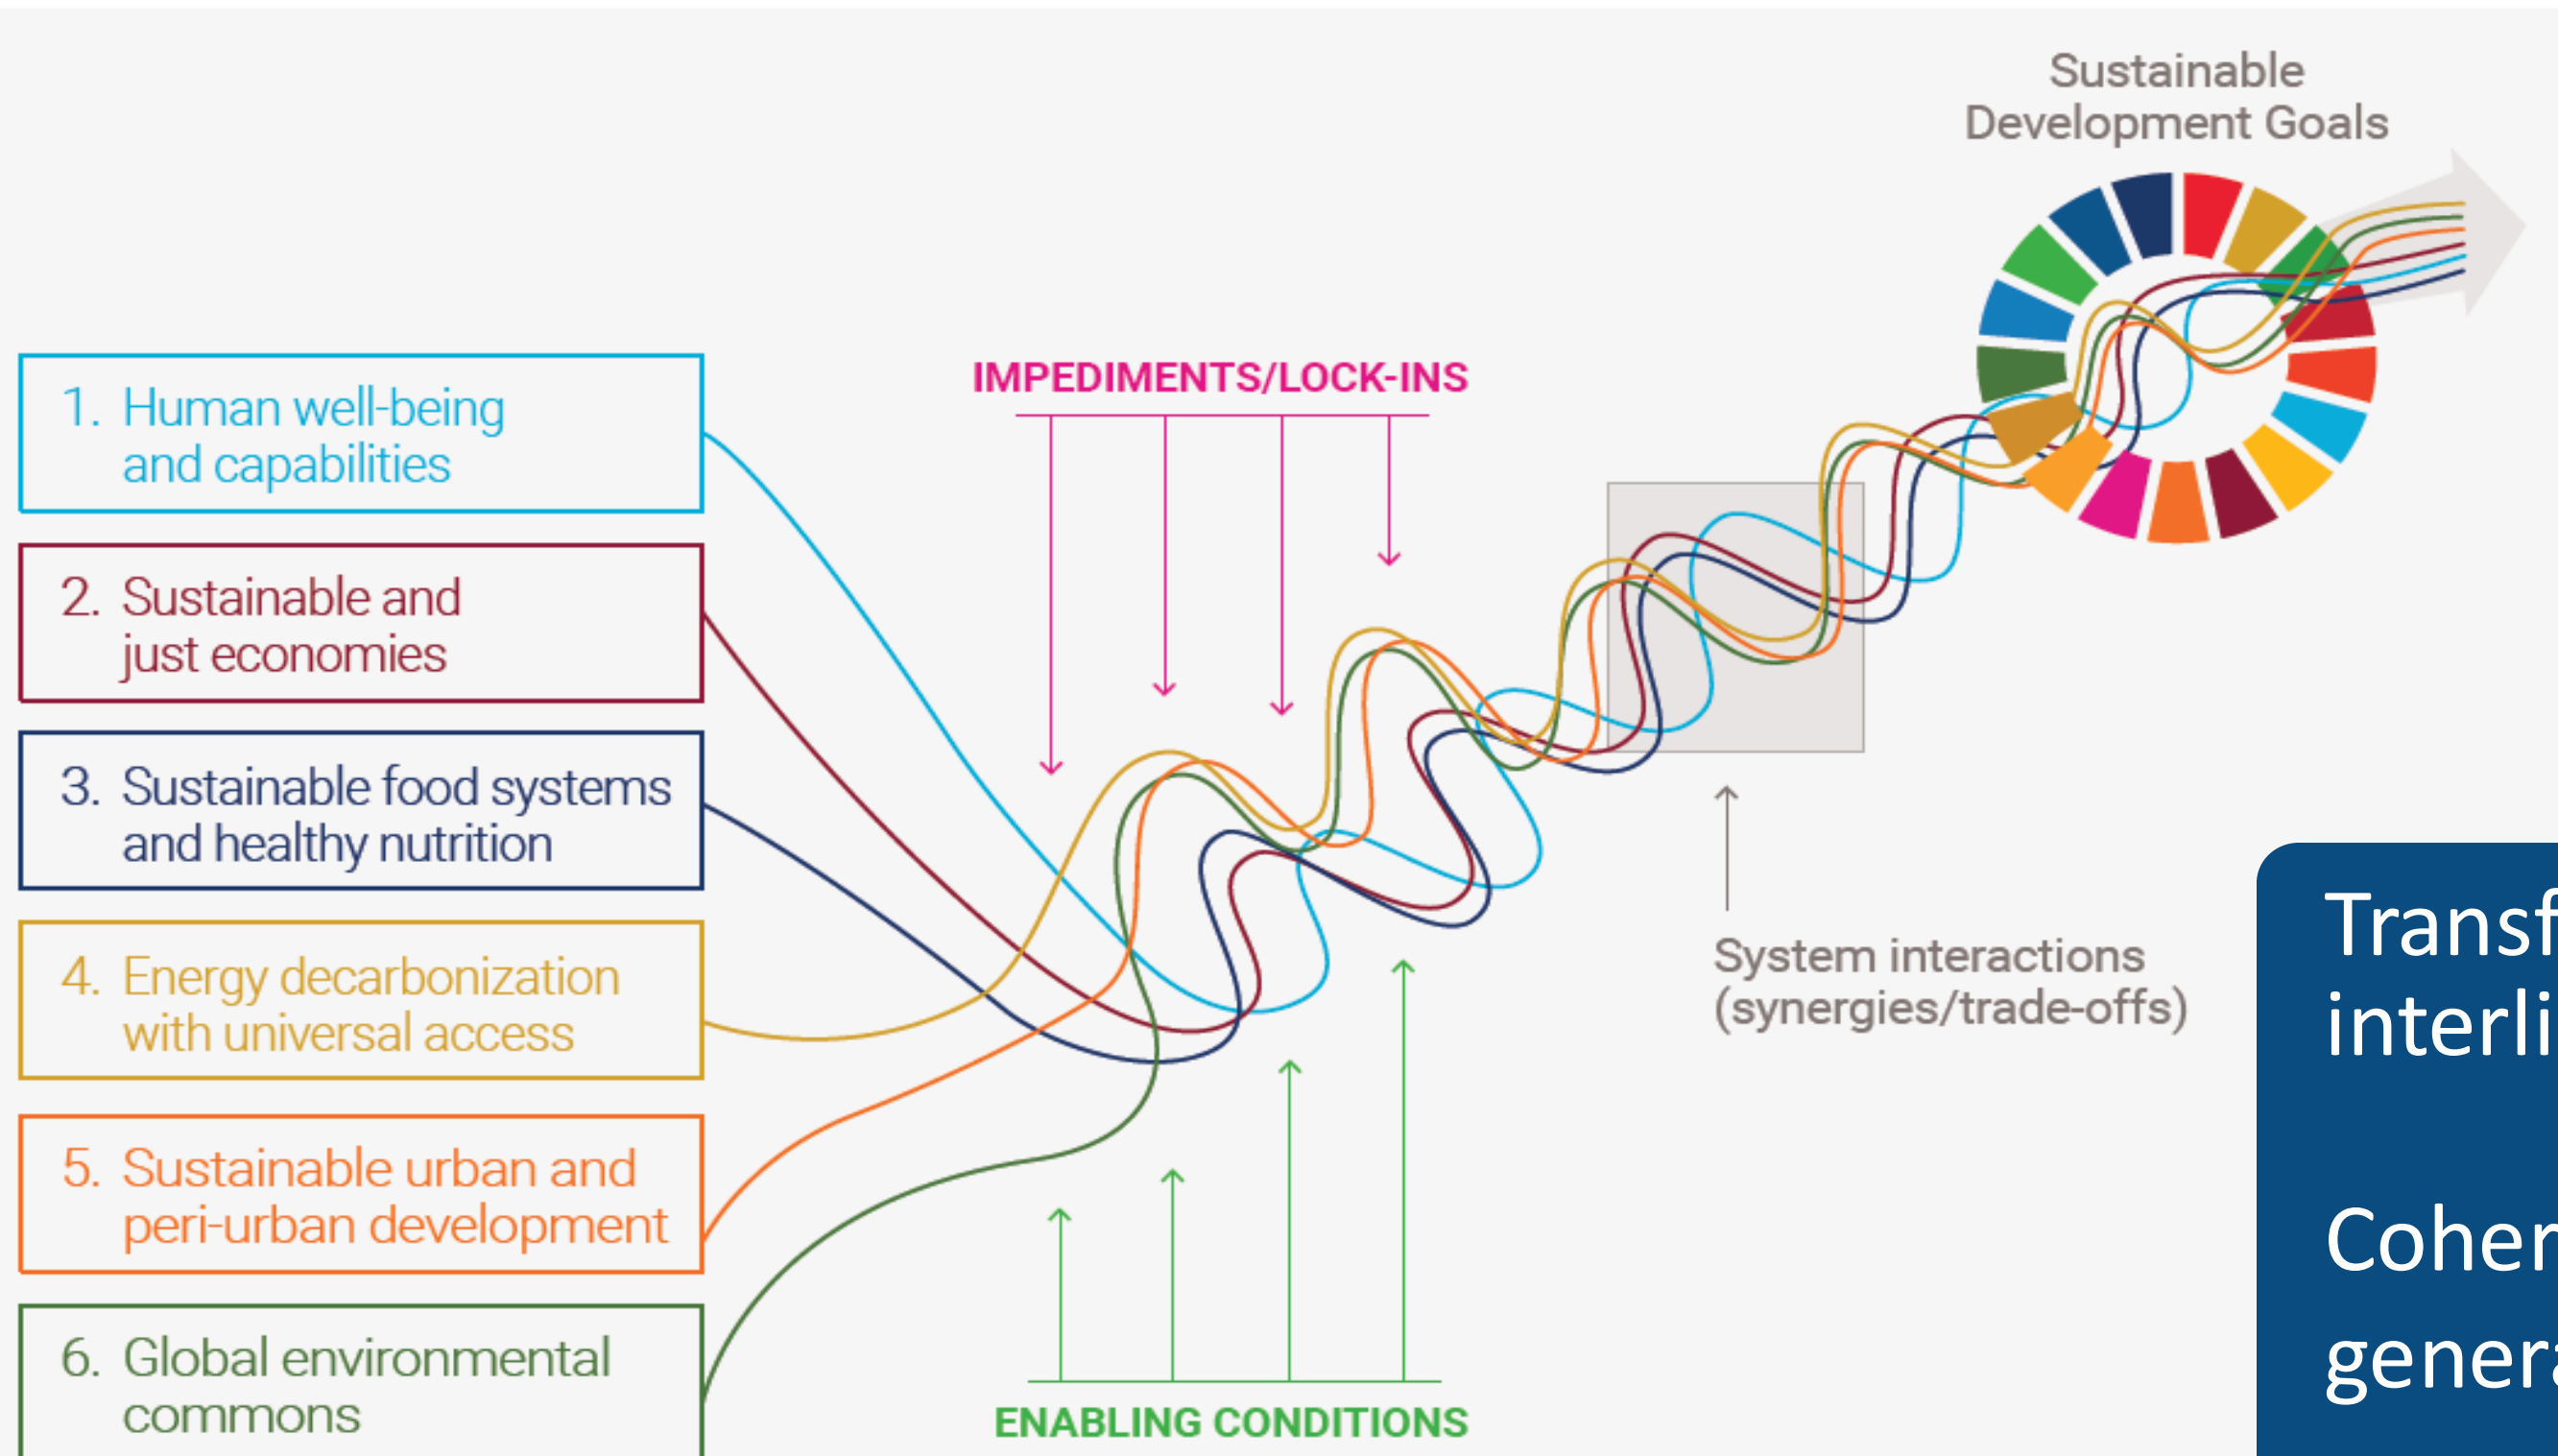 Sustainable
Development Goals
IMPEDIMENTS/LOCK-INS
1. Human well-being
and capabilities
2. Sustainable and
just economies
3. Sustainable food systems
and healthy nutrition
4. Energy decarbonization
with universal access
5. Sustainable urban and
peri-urban development
6. Global environmental
commons
System interactions
(synergies/trade-offs)
ENABLING CONDITIONS